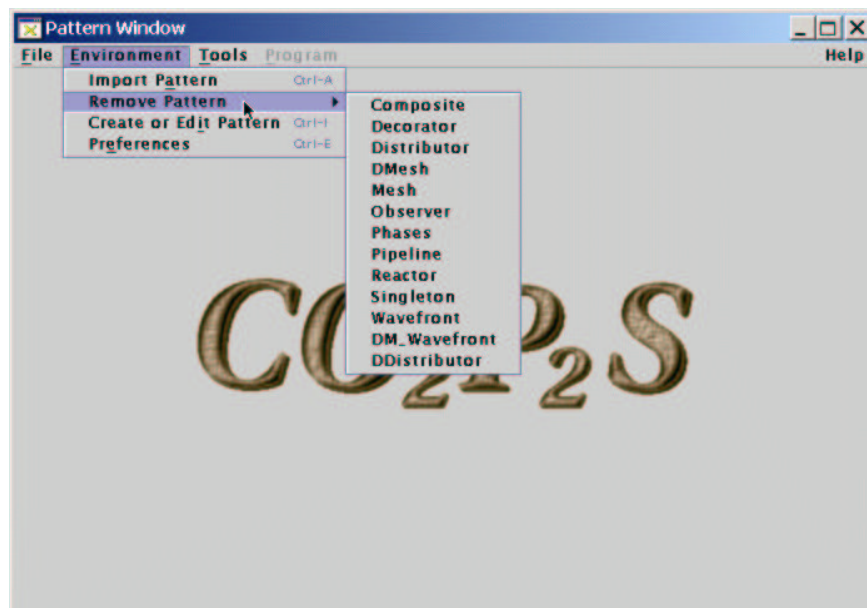 Pattern Window
File Environment Tools Program Help
Import Pattern Ctrl-A
Remove Pattern
Create or Edit Pattern Ctrl-I
Preferences Ctrl-E
Composite
Decorator
Distributor
DMesh
Mesh
Observer
Phases
Pipeline
Reactor
Singleton
Wavefront
DM_Wavefront
DDistributor
CO2P2S